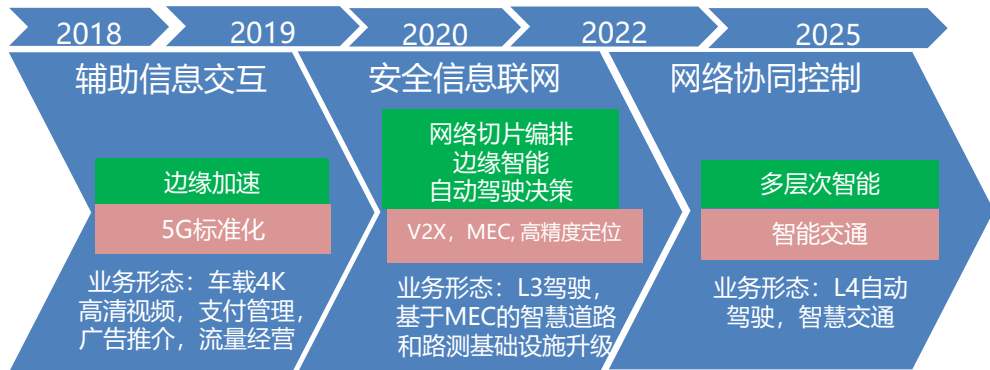 2018
2019
2020
2022
2025
辅助信息交互
边缘加速
5G标准化
业务形态：车载4K
高清视频，支付管理，
广告推介，流量经营
安全信息联网
网络切片编排
边缘智能
自动驾驶决策
V2X，MEC, 高精度定位
业务形态：L3驾驶，
基于MEC的智慧道路
和路测基础设施升级
网络协同控制
多层次智能
智能交通
业务形态：L4自动
驾驶，智慧交通